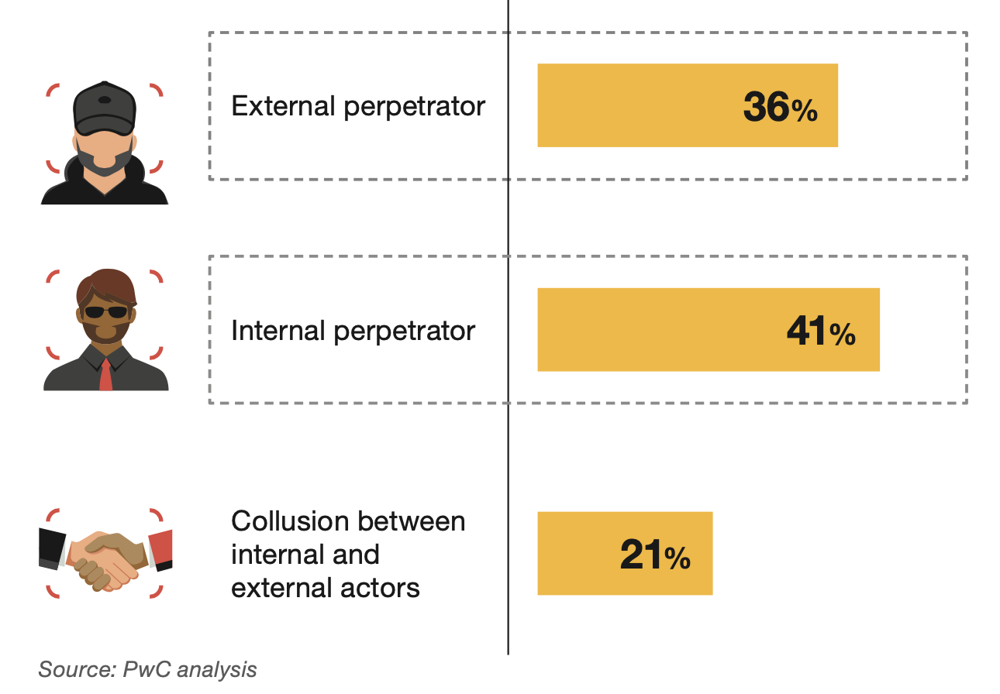 External perpetrator
36%
Internal perpetrator
41%
Collusion between
internal and
external actors
21%
Source: PwC analysis